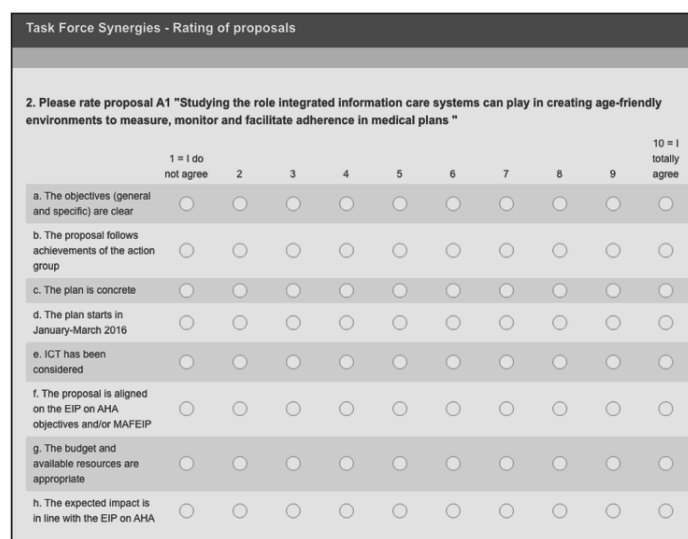 Task Force Synergies - Rating of proposals
2. Please rate proposal A1 "Studying the role integrated information care systems can play in creating age-friendly
environments to measure, monitor and facilitate adherence in medical plans "
1 = I do
not agree
2
3
4
5
6
7
8
9
10 = I
totally
agree
a. The objectives (general
and specific) are clear
b. The proposal follows
achievements of the action
group
c. The plan is concrete
d. The plan starts in
January-March 2016
e. ICT has been
considered
f. The proposal is aligned
on the EIP on AHA
objectives and/or MAFEIP
g. The budget and
available resources are
appropriate
h. The expected impact is
in line with the EIP on AHA